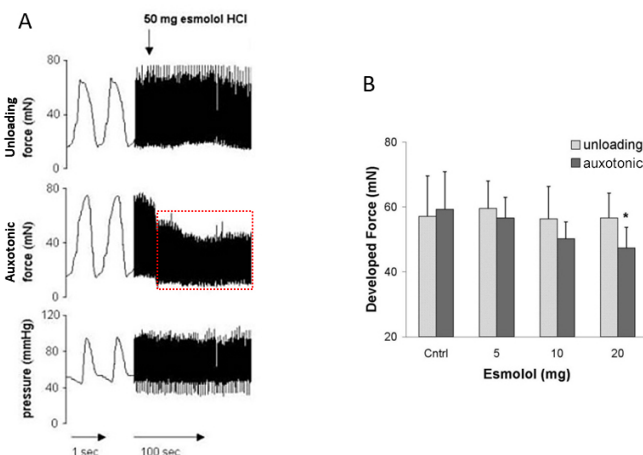 A
50 mg esmolol HCl
80
40
0
Unloading
force (mN)
80
40
0
Auxotonic
force (mN)
120
80
40
0
pressure (mmHg)
1 sec
100 sec
B
unloading
auxotonic
80
60
40
20
Developed Force (mN)
*
Cntrl 5 10 20
Esmolol (mg)